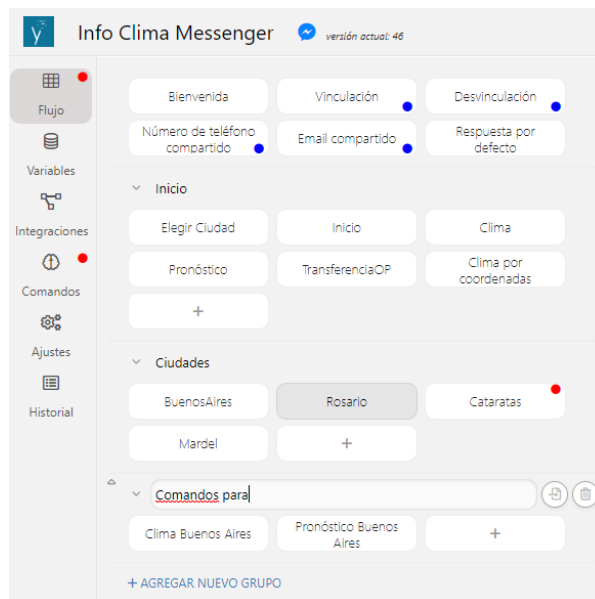 Info Clima Messenger versión actual: 46
Flujo
Variables
Integraciones
Comandos
Ajustes
Historial
Bienvenida Vinculación Desvinculación
Número de teléfono compartido Email compartido Respuesta por defecto
Inicio
Elegir Ciudad Inicio Clima
Pronóstico TransferenciaOP Clima por coordenadas
+
Ciudades
BuenosAires Rosario Cataratas
Mardel +
Comandos para
Clima Buenos Aires Pronóstico Buenos Aires +
+ AGREGAR NUEVO GRUPO